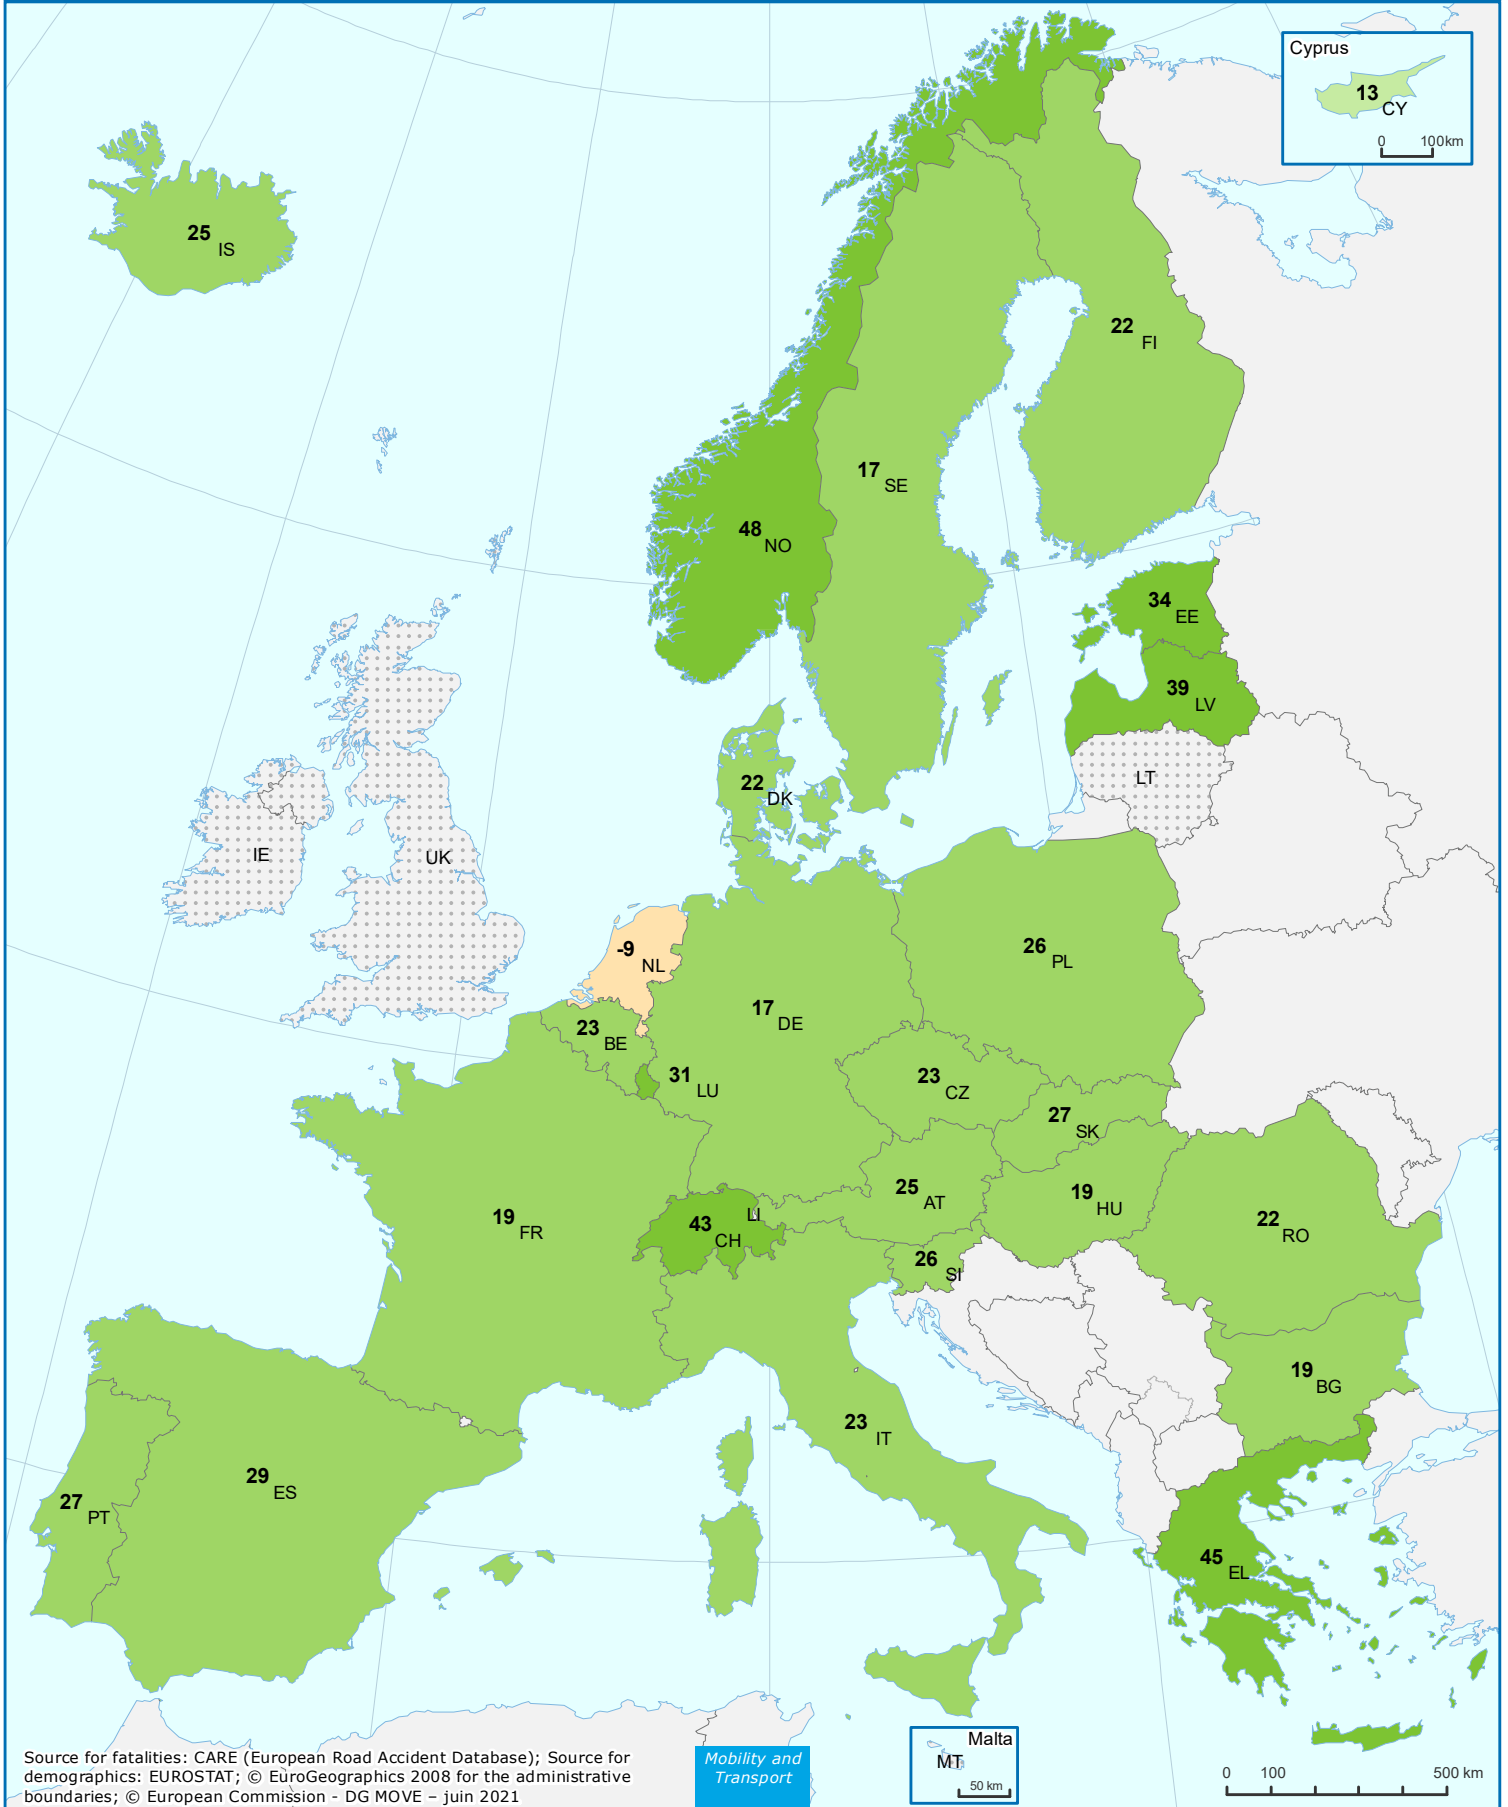 Cyprus
13
CY
0 100km
25
IS
22
FI
17
SE
48
NO
34
EE
39
LV
LT
22
DK
IE
UK
26
PL
-9
NL
17
DE
23
BE
31
LU
23
CZ
27
SK
25
AT
19
HU
22
RO
19
FR
43
CH
LI
26
SI
19
BG
23
IT
29
ES
27
PT
45
EL
Malta
MT
50 km
Source for fatalities: CARE (European Road Accident Database); Source for
demographics: EUROSTAT; © EuroGeographics 2008 for the administrative
boundaries; © European Commission - DG MOVE – juin 2021
Mobility and
Transport
0 100 500 km